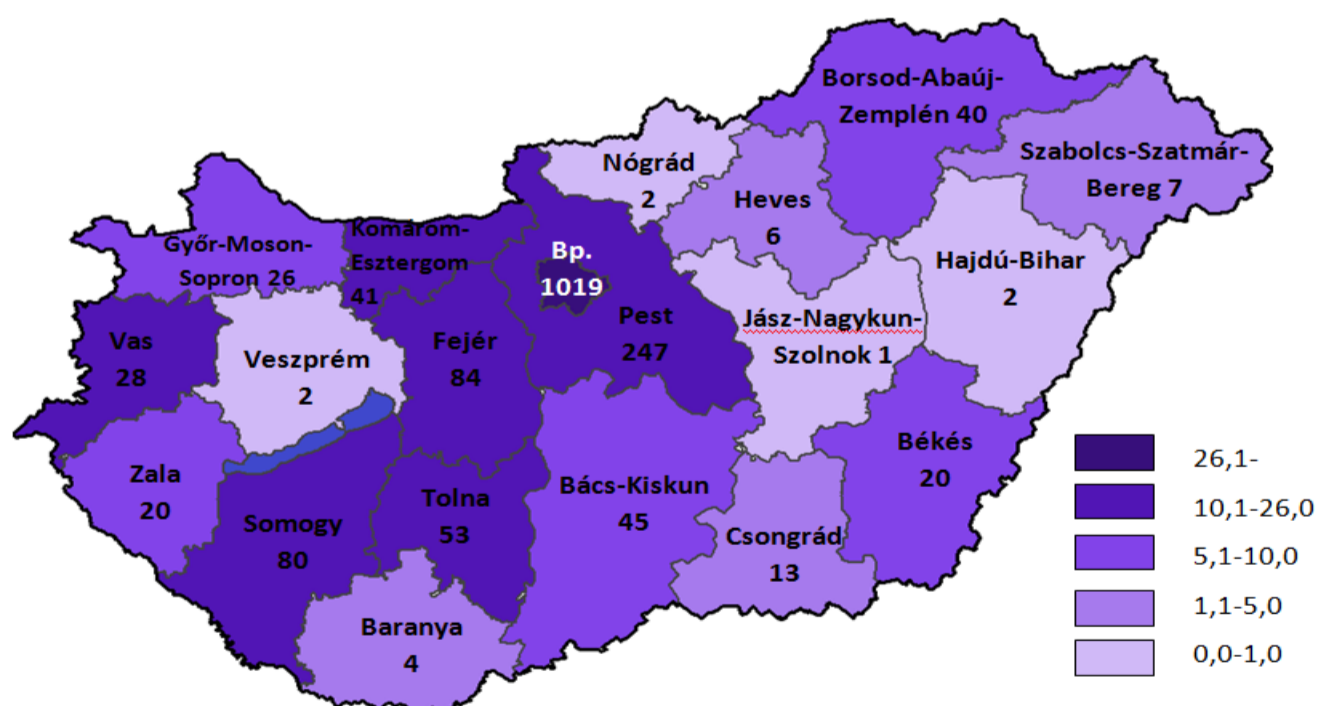 Borsod-Abaúj-
Zemplén 40
Szabolcs-Szatmár-
Bereg 7
Nógrád
2
Heves
6
Győr-Moson-
Sopron 26
Komárom-
Esztergom
41
Bp.
1019
Hajdú-Bihar
2
Vas
28
Veszprém
2
Fejér
84
Pest
247
Jász-Nagykun-
Szolnok 1
Zala
20
Somogy
80
Tolna
53
Bács-Kiskun
45
Békés
20
Csongrád
13
Baranya
4
26,1-
10,1-26,0
5,1-10,0
1,1-5,0
0,0-1,0